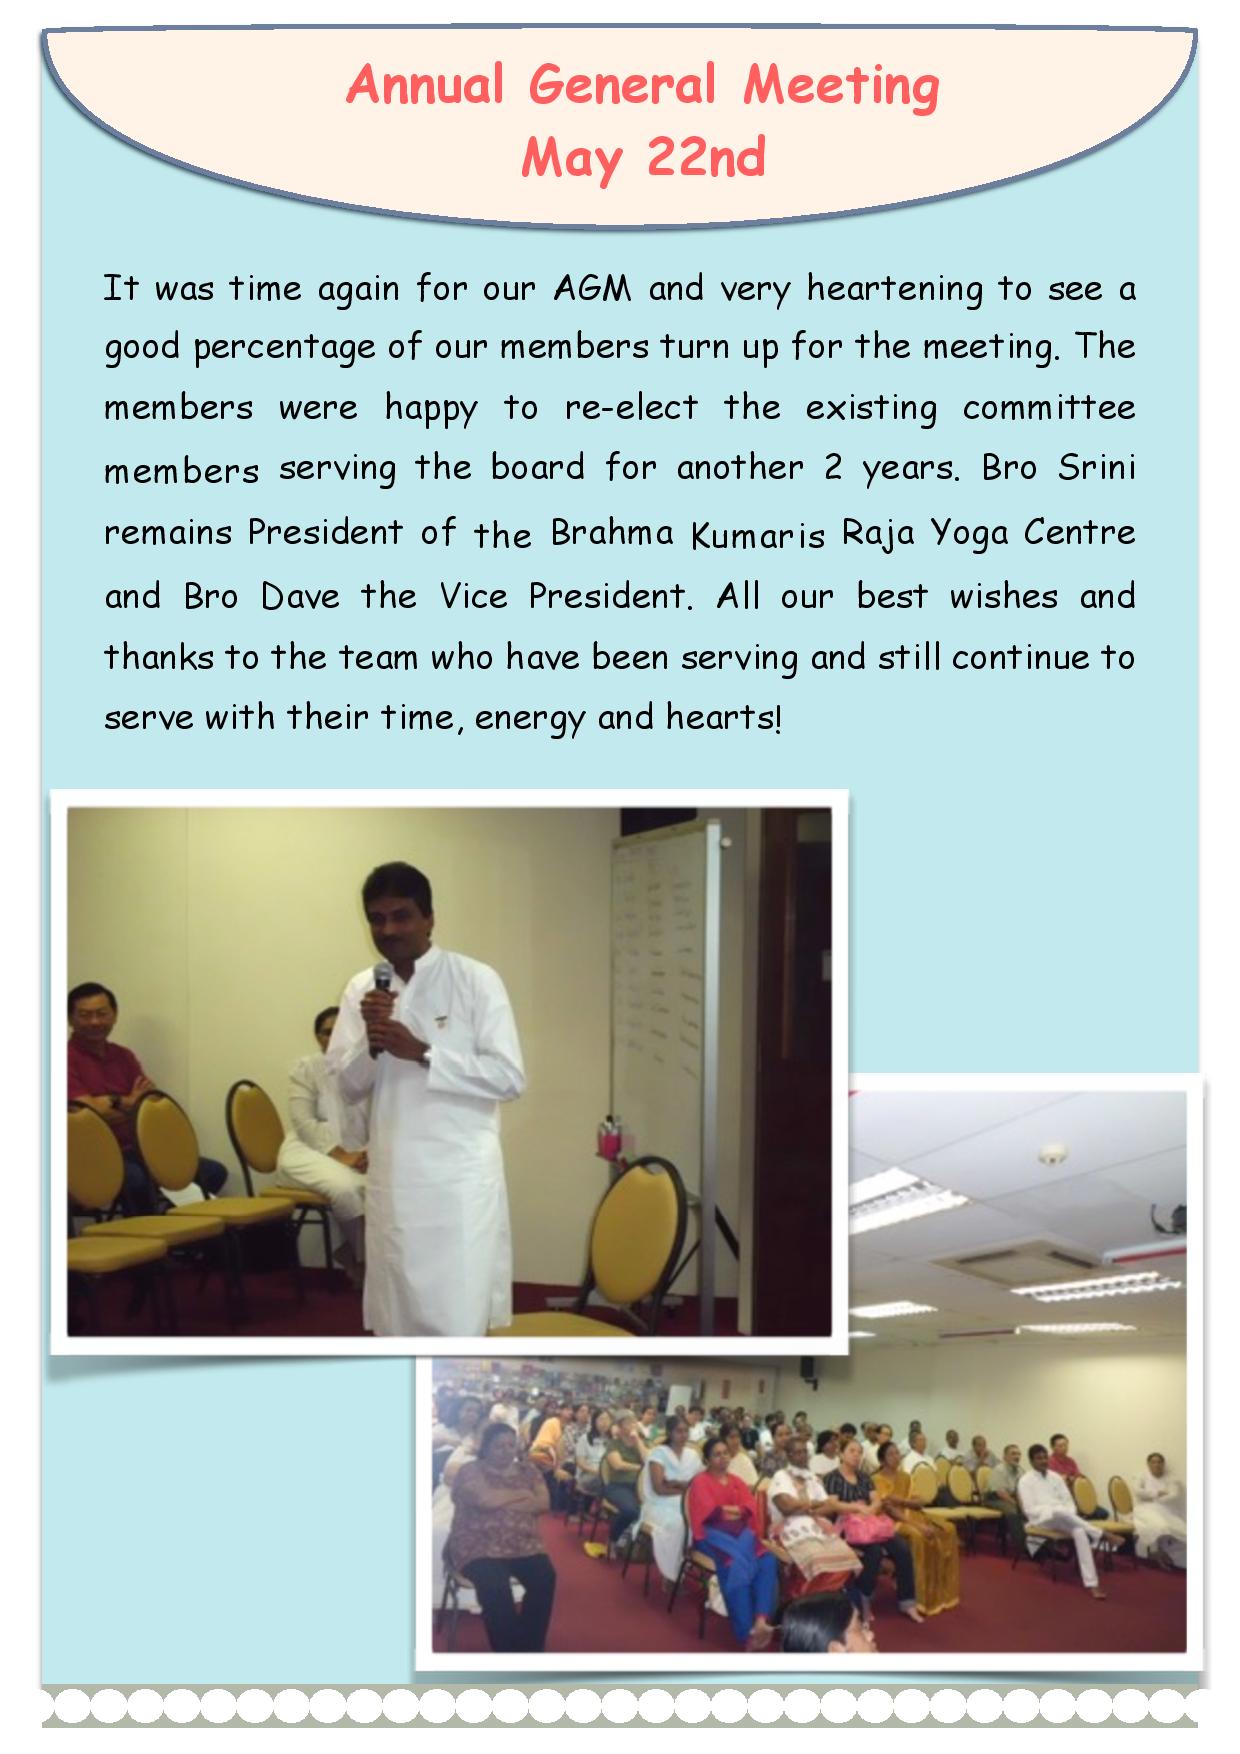 Annual General Meeting
May 22nd
It was time again for our AGM and very heartening to see a
good percentage of our members turn up for the meeting. The
members were happy to re-elect the existing committee
members serving the board for another 2 years. Bro Srini
remains President of the Brahma Kumaris Raja Yoga Centre
and Bro Dave the Vice President. All our best wishes and
thanks to the team who have been serving and still continue to
serve with their time, energy and hearts!